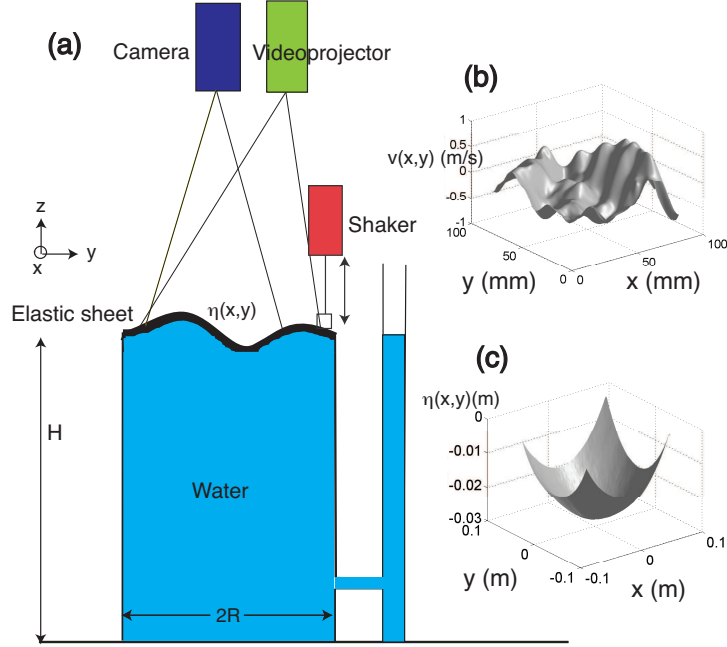 (a)
Camera
Videoprojector
Shaker
z
x
y
Elastic sheet
η(x,y)
H
Water
2R
(b)
v(x,y) (m/s)
1
0.5
0
-0.5
-1
100
50
0
y (mm)
0
50
100
x (mm)
(c)
η(x,y)(m)
0
-0.01
-0.02
-0.03
0.1
0
-0.1
y (m)
-0.1
0
0.1
x (m)